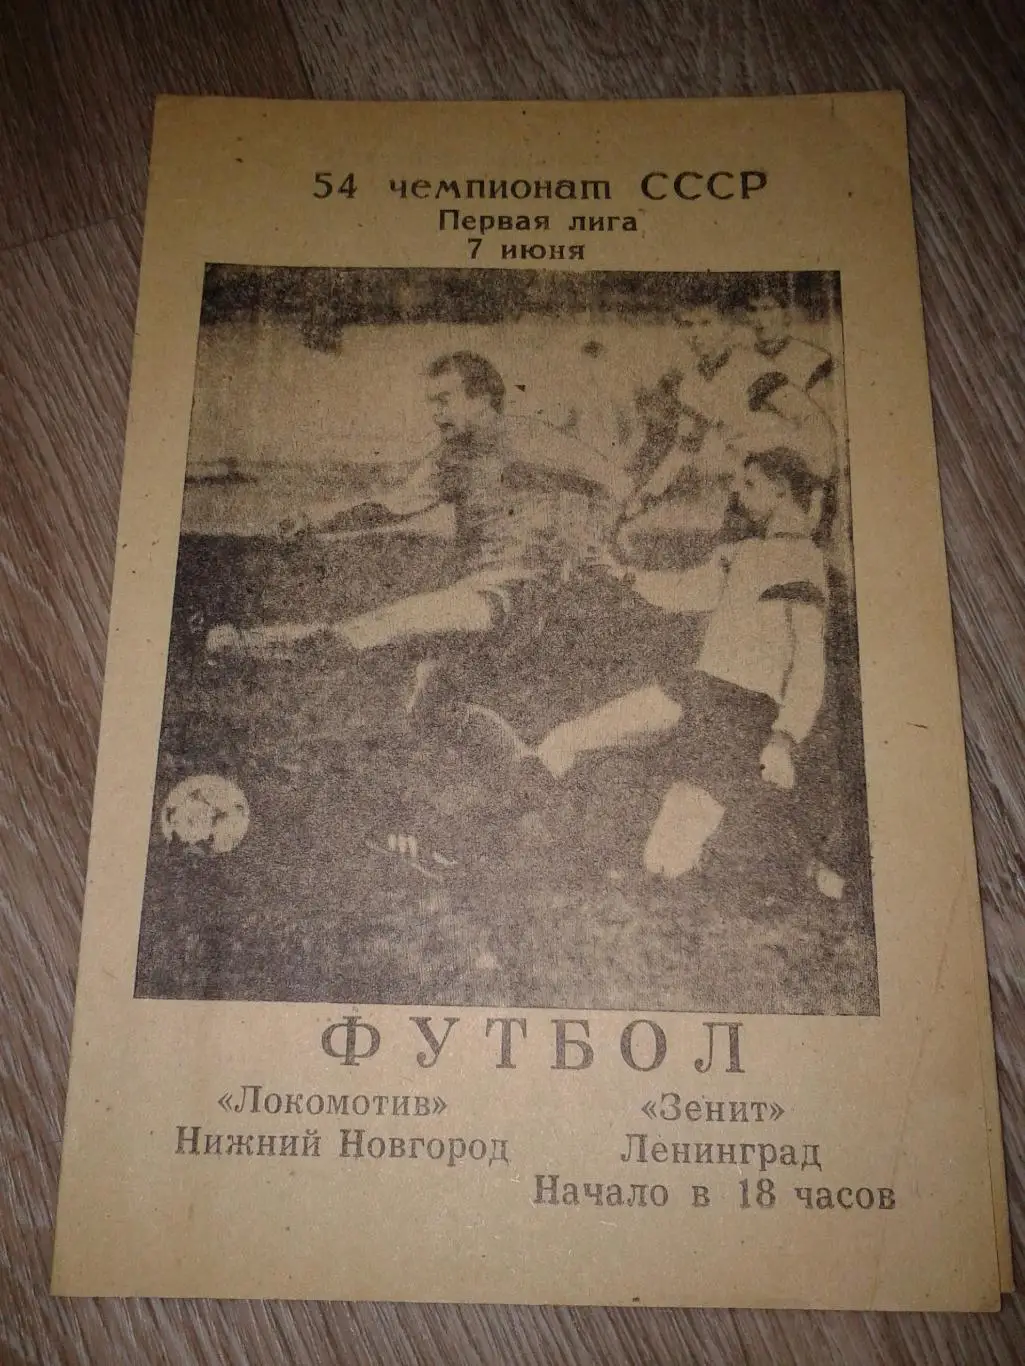 54 чемпионат СССР
Первая лига
7 июня
ФУТБОЛ
«Локомотив»
Нижний Новгород
«Зенит»
Ленинград
Начало в 18 часов